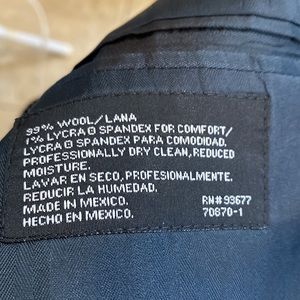 99% WOOL/LANA
1% LYCRA® SPANDEX FOR COMFORT/
LYCRA® SPANDEX PARA COMODIDAD.
PROFESSIONALLY DRY CLEAN, REDUCED
MOISTURE.
LAVAR EN SECO, PROFESIONALMENTE.
REDUCIR LA HUMEDAD.
MADE IN MEXICO. RN# 93677
HECHO EN MEXICO. 70870-1